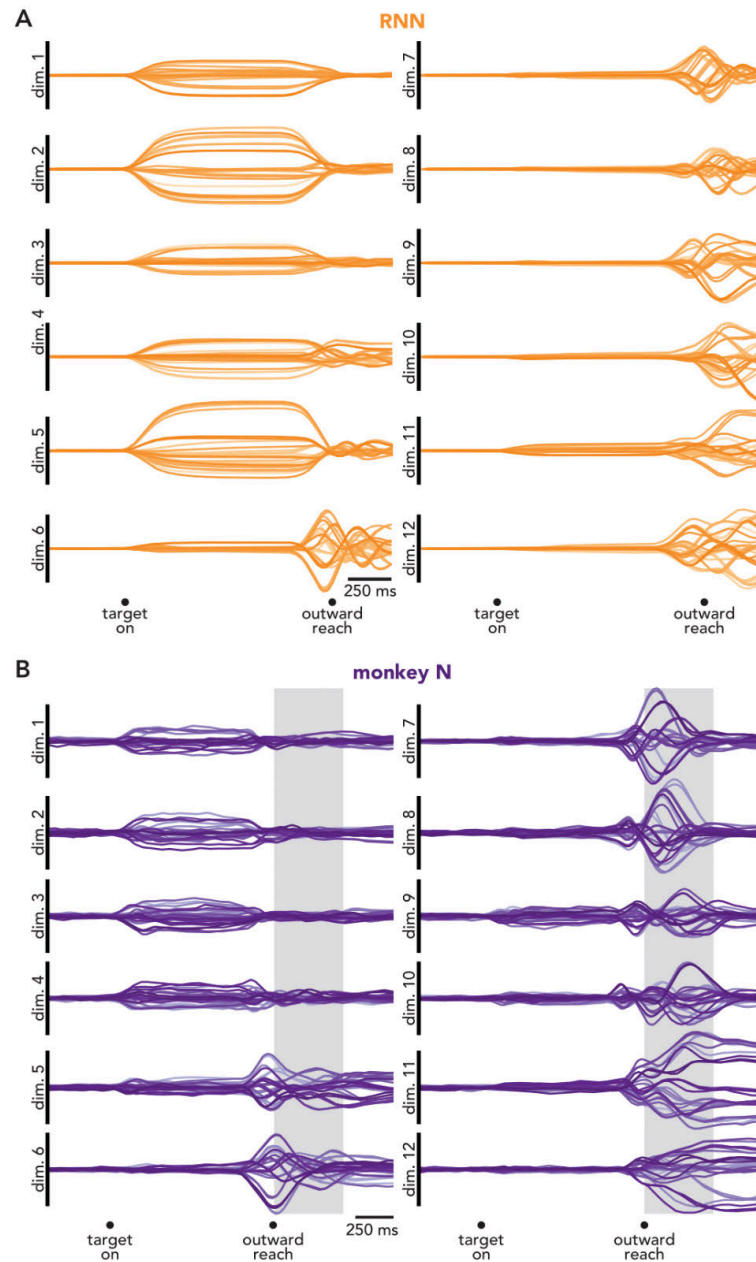 A
RNN
dim. 1
dim. 2
dim. 3
dim. 4
dim. 5
dim. 6
dim. 7
dim. 8
dim. 9
dim. 10
dim. 11
dim. 12
250 ms
target
on
outward
reach
target
on
outward
reach
B
monkey N
dim. 1
dim. 2
dim. 3
dim. 4
dim. 5
dim. 6
dim. 7
dim. 8
dim. 9
dim. 10
dim. 11
dim. 12
250 ms
target
on
outward
reach
target
on
outward
reach